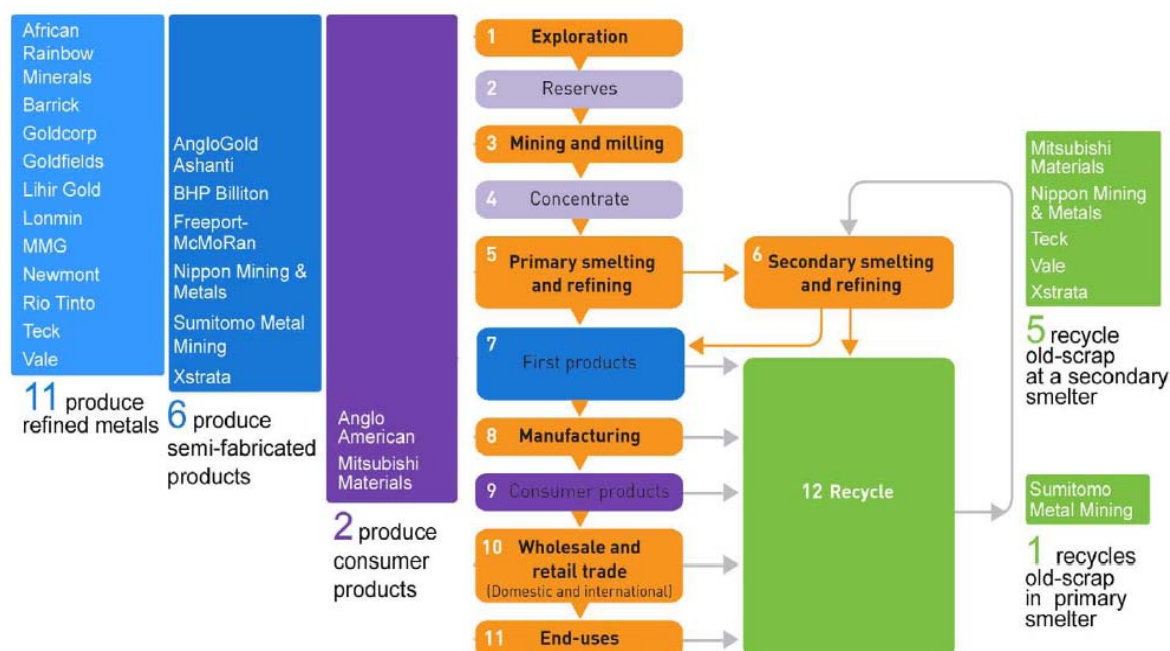 African
Rainbow
Minerals
Barrick
Goldcorp
Goldfields
Lihir Gold
Lonmin
MMG
Newmont
Rio Tinto
Teck
Vale
11 produce
refined metals
AngloGold
Ashanti
BHP Billiton
Freeport-
McMoRan
Nippon Mining &
Metals
Sumitomo Metal
Mining
Xstrata
6 produce
semi-fabricated
products
Anglo
American
Mitsubishi
Materials
2 produce
consumer
products
1 Exploration
2 Reserves
3 Mining and milling
4 Concentrate
5 Primary smelting
and refining
6 Secondary smelting
and refining
7 First products
8 Manufacturing
9 Consumer products
10 Wholesale and
retail trade
(Domestic and international)
11 End-uses
12 Recycle
Mitsubishi
Materials
Nippon Mining
& Metals
Teck
Vale
Xstrata
5 recycle
old-scrap
at a secondary
smelter
Sumitomo
Metal Mining
1 recycles
old-scrap
in primary
smelter